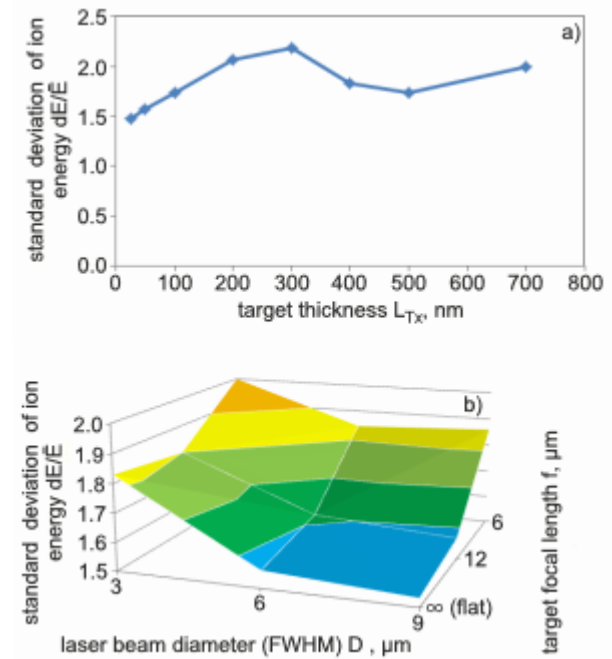 a)
standard deviation of ion
energy dE/Ē
2.5
2.0
1.5
1.0
0.5
0.0
0 100 200 300 400 500 600 700 800
target thickness L_Tx, nm
b)
standard deviation of ion
energy dE/Ē
2.0
1.9
1.8
1.7
1.6
1.5
3
6
9
6
12
∞ (flat)
target focal length f, μm
laser beam diameter (FWHM) D , μm